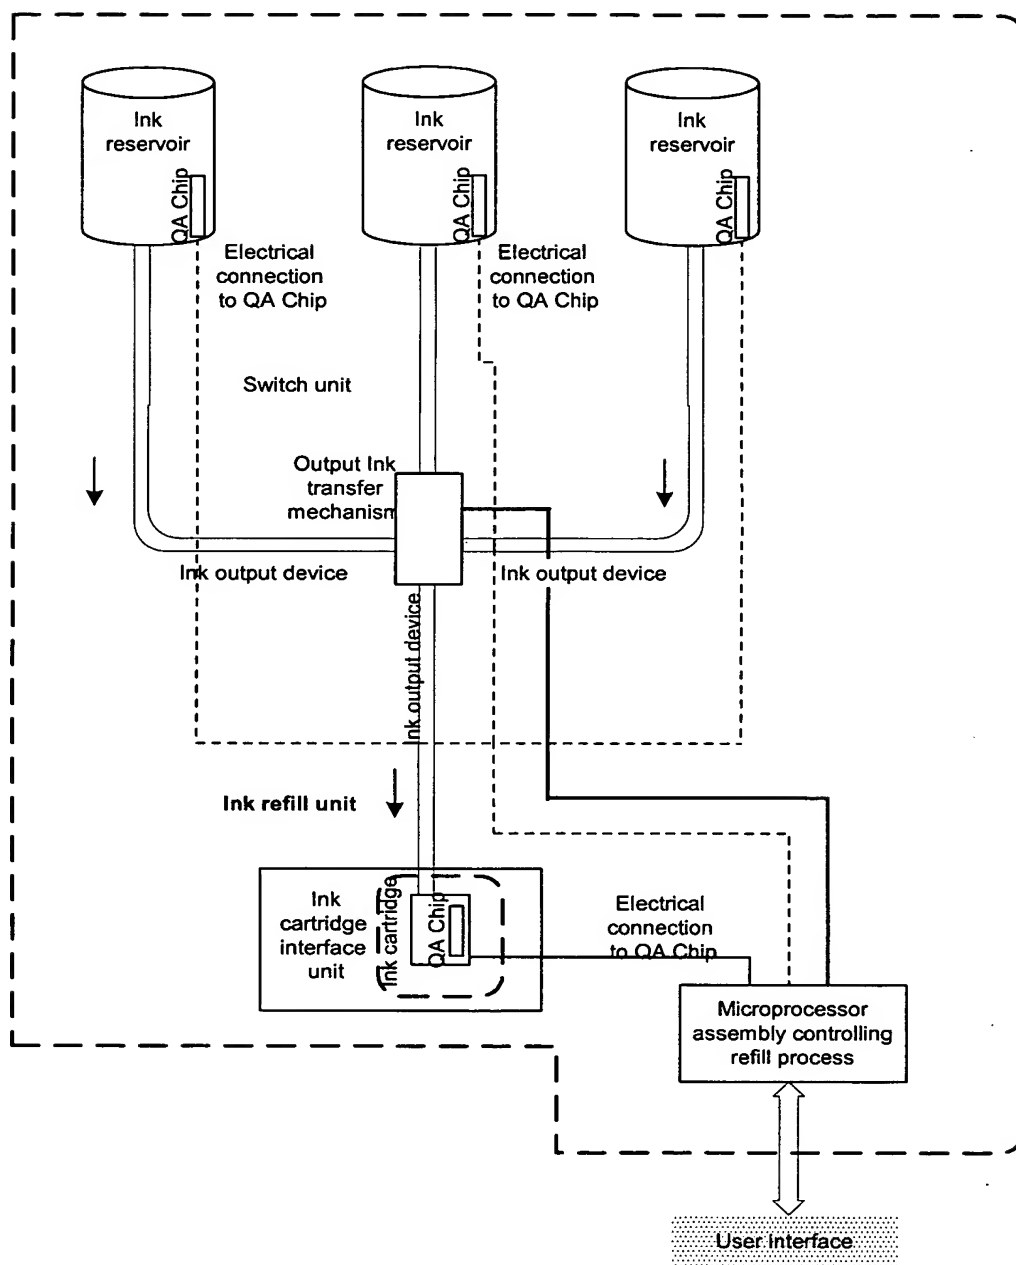 Ink
reservoir
QA Chip
Ink
reservoir
QA Chip
Ink
reservoir
QA Chip
Electrical
connection
to QA Chip
Electrical
connection
to QA Chip
Switch unit
Output Ink
transfer
mechanism
Ink output device
Ink output device
nk output device
Ink refill unit
Ink
cartridge
interface
unit
Ink cartridge
QA Chip
Electrical
connection
to QA Chip
Microprocessor
assembly controlling
refill process
User interface